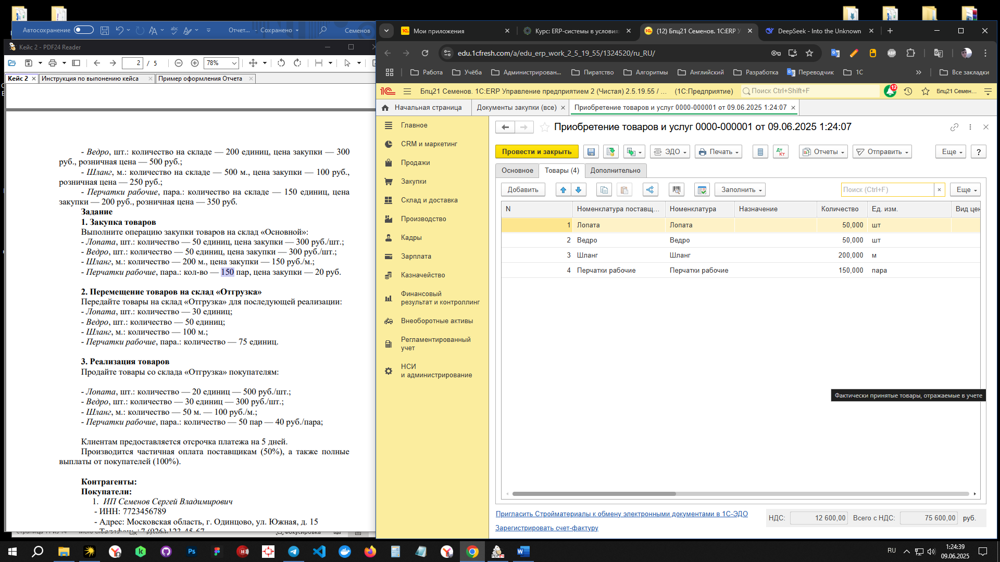 Автосохранение
Отчет... - Сохранено
Семенов
Кейс 2 - PDF24 Reader
2 / 5
78%
Кейс 2
Инструкция по выпонению кейса
Пример оформления Отчета
- Ведро, шт.: количество на складе — 200 единиц, цена закупки — 300
руб., розничная цена — 500 руб.;
- Шланг, м.: количество на складе — 500 м., цена закупки — 100 руб.,
розничная цена — 250 руб.;
- Перчатки рабочие, пара.: количество на складе — 150 единиц, цена
закупки — 200 руб., розничная цена — 350 руб.
Задание
1. Закупка товаров
Выполните операцию закупки товаров на склад «Основной»:
- Лопата, шт.: количество — 50 единиц, цена закупки — 300 руб./шт.;
- Ведро, шт.: количество — 50 единиц, цена закупки — 300 руб./шт.;
- Шланг, м.: количество — 200 м., цена закупки — 150 руб./м.;
- Перчатки рабочие, пара.: кол-во — 150 пар, цена закупки — 20 руб.
2. Перемещение товаров на склад «Отгрузка»
Передайте товары на склад «Отгрузка» для последующей реализации:
- Лопата, шт.: количество — 30 единиц;
- Ведро, шт.: количество — 50 единиц;
- Шланг, м.: количество — 100 м.;
- Перчатки рабочие, пара.: количество — 75 единиц.
3. Реализация товаров
Продайте товары со склада «Отгрузка» покупателям:
- Лопата, шт.: количество — 20 единиц — 500 руб./шт.;
- Ведро, шт.: количество — 30 единиц — 300 руб./шт.;
- Шланг, м.: количество — 50 м. — 100 руб./м.;
- Перчатки рабочие, пара.: количество — 50 пар — 40 руб./пара;
Клиентам предоставляется отсрочка платежа на 5 дней.
Производится частичная оплата поставщикам (50%), а также полные
выплаты от покупателей (100%).
Контрагенты:
Покупатели:
1. ИП Семенов Сергей Владимирович
- ИНН: 7723456789
- Адрес: Московская область, г. Одинцово, ул. Южная, д. 15
Мои приложения
Курс: ERP-системы в условия
(12) Бпц21 Семенов. 1С:ERP У
DeepSeek - Into the Unknown
edu.1cfresh.com/a/edu_erp_work_2_5_19_55/1324520/ru_RU/
Работа
Учёба
Администрирован...
Пиратство
Алгоритмы
Английский
Разработка
Переводчик
1С
Все закладки
Бпц21 Семенов. 1С:ERP Управление предприятием 2 (Чистая) 2.5.19.55 / ... (1С:Предприятие)
Поиск Ctrl+Shift+F
12
Бпц21 Семен...
Начальная страница
Документы закупки (все)
Приобретение товаров и услуг 0000-000001 от 09.06.2025 1:24:07
Главное
CRM и маркетинг
Продажи
Закупки
Склад и доставка
Производство
Кадры
Зарплата
Казначейство
Финансовый
результат и контроллинг
Внеоборотные активы
Регламентированный
учет
НСИ
и администрирование
Приобретение товаров и услуг 0000-000001 от 09.06.2025 1:24:07
Провести и закрыть
ЭДО
Печать
Дт
Кт
Отчеты
Отправить
Еще
?
Основное
Товары (4)
Дополнительно
Добавить
Заполнить
Поиск (Ctrl+F)
×
Еще
N Номенклатура поставщ... Номенклатура Назначение Количество Ед. изм. Вид цен
1 Лопата Лопата 50,000 шт
2 Ведро Ведро 50,000 шт
3 Шланг Шланг 200,000 м
4 Перчатки рабочие Перчатки рабочие 150,000 пара
Фактически принятые товары, отражаемые в учете
Пригласить Стройматериалы к обмену электронными документами в 1С-ЭДО
НДС: 12 600,00 Всего с НДС: 75 600,00 руб.
Зарегистрировать счет-фактуру
RU
1:24:39
09.06.2025